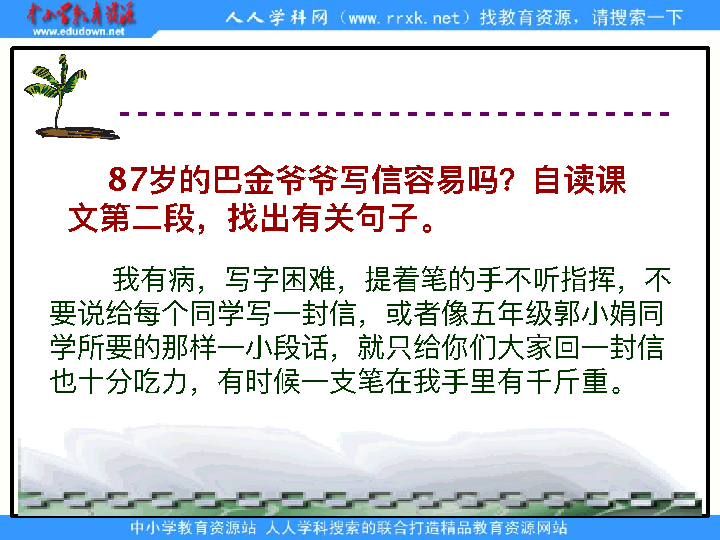 中小学教育资源
www.edudown.net
人人学科网（www.rrxk.net）找教育资源，请搜索一下
87岁的巴金爷爷写信容易吗？自读课
文第二段，找出有关句子。
我有病，写字困难，提着笔的手不听指挥，不
要说给每个同学写一封信，或者像五年级郭小娟同
学所要的那样一小段话，就只给你们大家回一封信
也十分吃力，有时候一支笔在我手里有千斤重。
中小学教育资源站 人人学科搜索的联合打造精品教育资源网站